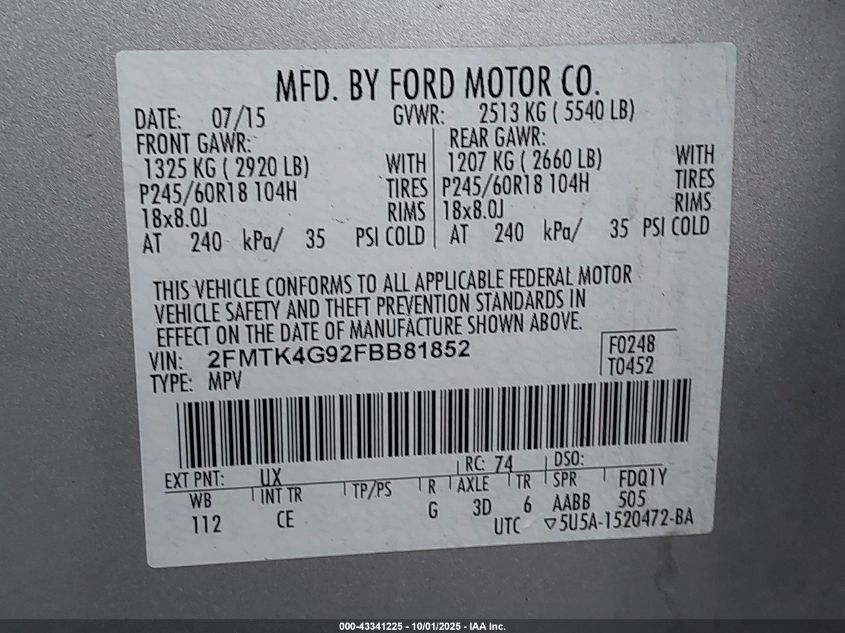 MFD. BY FORD MOTOR CO.
DATE: 07/15 GVWR: 2513 KG ( 5540 LB)
FRONT GAWR: REAR GAWR:
1325 KG ( 2920 LB) WITH 1207 KG ( 2660 LB) WITH
P245/60R18 104H TIRES P245/60R18 104H TIRES
18x8.0J RIMS 18x8.0J RIMS
AT 240 kPa/ 35 PSI COLD AT 240 kPa/ 35 PSI COLD
THIS VEHICLE CONFORMS TO ALL APPLICABLE FEDERAL MOTOR
VEHICLE SAFETY AND THEFT PREVENTION STANDARDS IN
EFFECT ON THE DATE OF MANUFACTURE SHOWN ABOVE.
VIN: 2FMTK4G92FBB81852 F0248
TYPE: MPV T0452
EXT PNT: UX RC: 74 DSO:
WB INT TR TP/PS R AXLE TR SPR FDQ1Y
112 CE G 3D 6 AABB 505
UTC ▽5U5A-1520472-BA
000-43341225 - 10/01/2025 - IAA Inc.